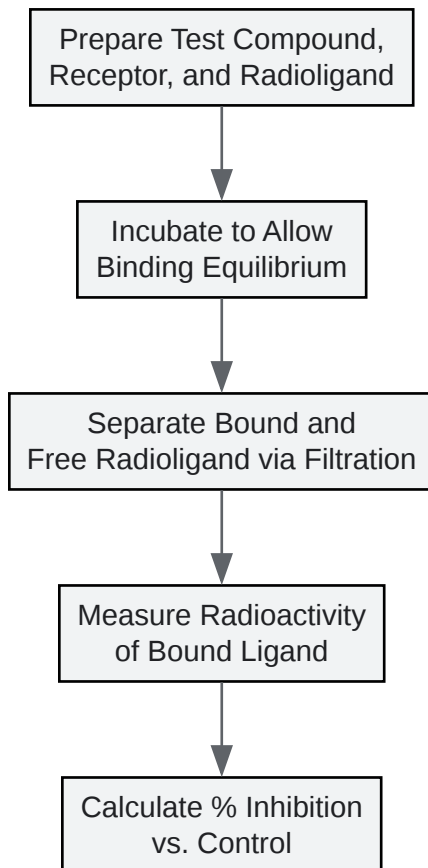 Prepare Test Compound,
Receptor, and Radioligand
Incubate to Allow
Binding Equilibrium
Separate Bound and
Free Radioligand via Filtration
Measure Radioactivity
of Bound Ligand
Calculate % Inhibition
vs. Control